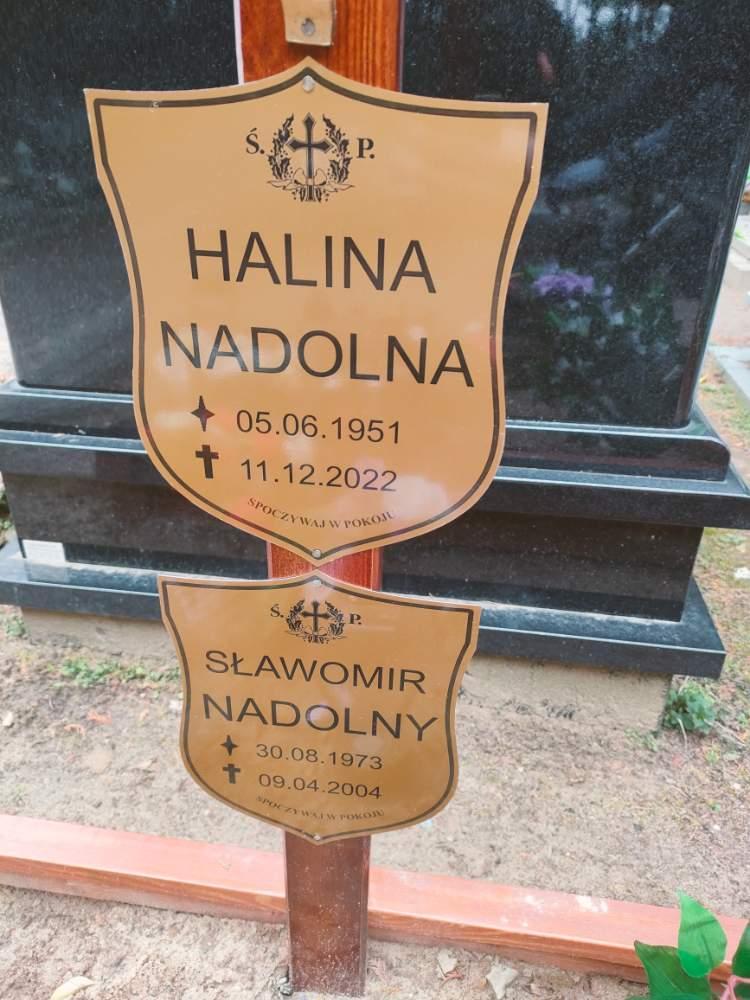 Ś. P.
HALINA
NADOLNA
05.06.1951
11.12.2022
SPOCZYWAJ W POKOJU
Ś. P.
SŁAWOMIR
NADOLNY
30.08.1973
09.04.2004
SPOCZYWAJ W POKOJU